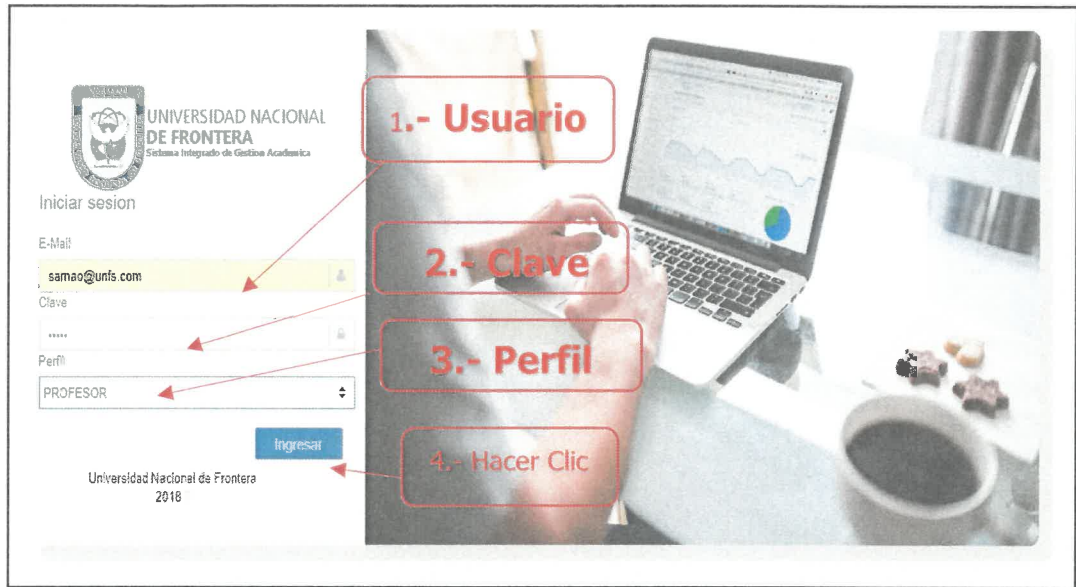 UNIVERSIDAD NACIONAL
DE FRONTERA
Sistema Integrado de Gestion Academica
Iniciar sesion
E-Mail
samao@unfs.com
Clave
•••••
Perfil
PROFESOR
Ingresar
Universidad Nacional de Frontera
2018
1.- Usuario
2.- Clave
3.- Perfil
4.- Hacer Clic